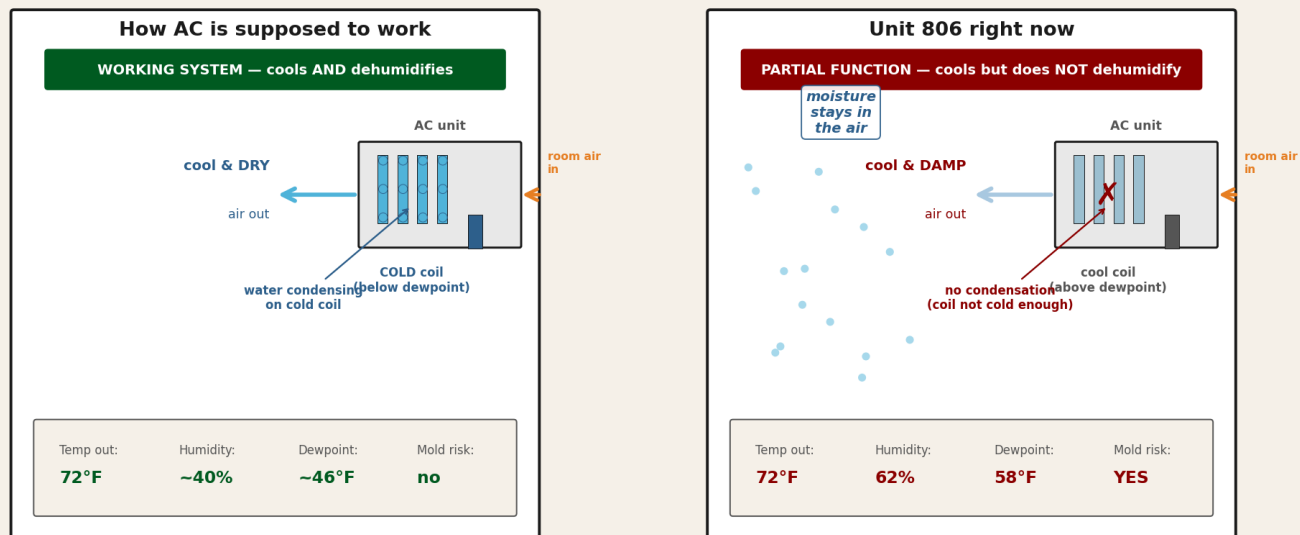 How AC is supposed to work
WORKING SYSTEM — cools AND dehumidifies
AC unit
cool & DRY
room air
in
air out
COLD coil
(below dewpoint)
water condensing
on cold coil
Temp out:
Humidity:
Dewpoint:
Mold risk:
72°F
~40%
~46°F
no
Unit 806 right now
PARTIAL FUNCTION — cools but does NOT dehumidify
moisture
stays in
the air
AC unit
cool & DAMP
room air
in
air out
✗
cool coil
(above dewpoint)
no condensation
(coil not cold enough)
Temp out:
Humidity:
Dewpoint:
Mold risk:
72°F
62%
58°F
YES